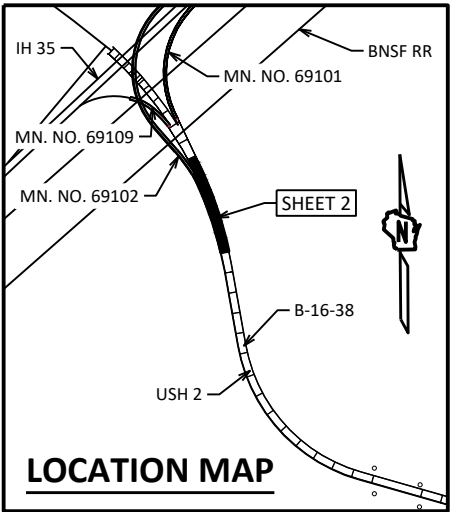 IH 35
BNSF RR
MN. NO. 69101
MN. NO. 69109
MN. NO. 69102
SHEET 2
N
B-16-38
USH 2
LOCATION MAP